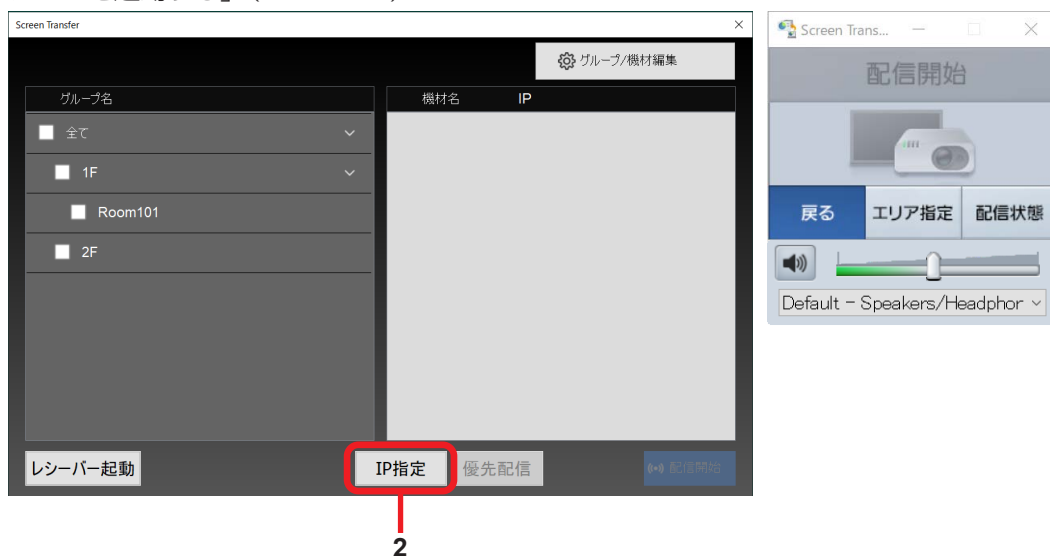 Screen Transfer
グループ/機材編集
グループ名
機材名 IP
全て
1F
Room101
2F
レシーバー起動
IP指定
優先配信
配信開始
2
Screen Trans...
配信開始
戻る
エリア指定
配信状態
Default - Speakers/Headphor